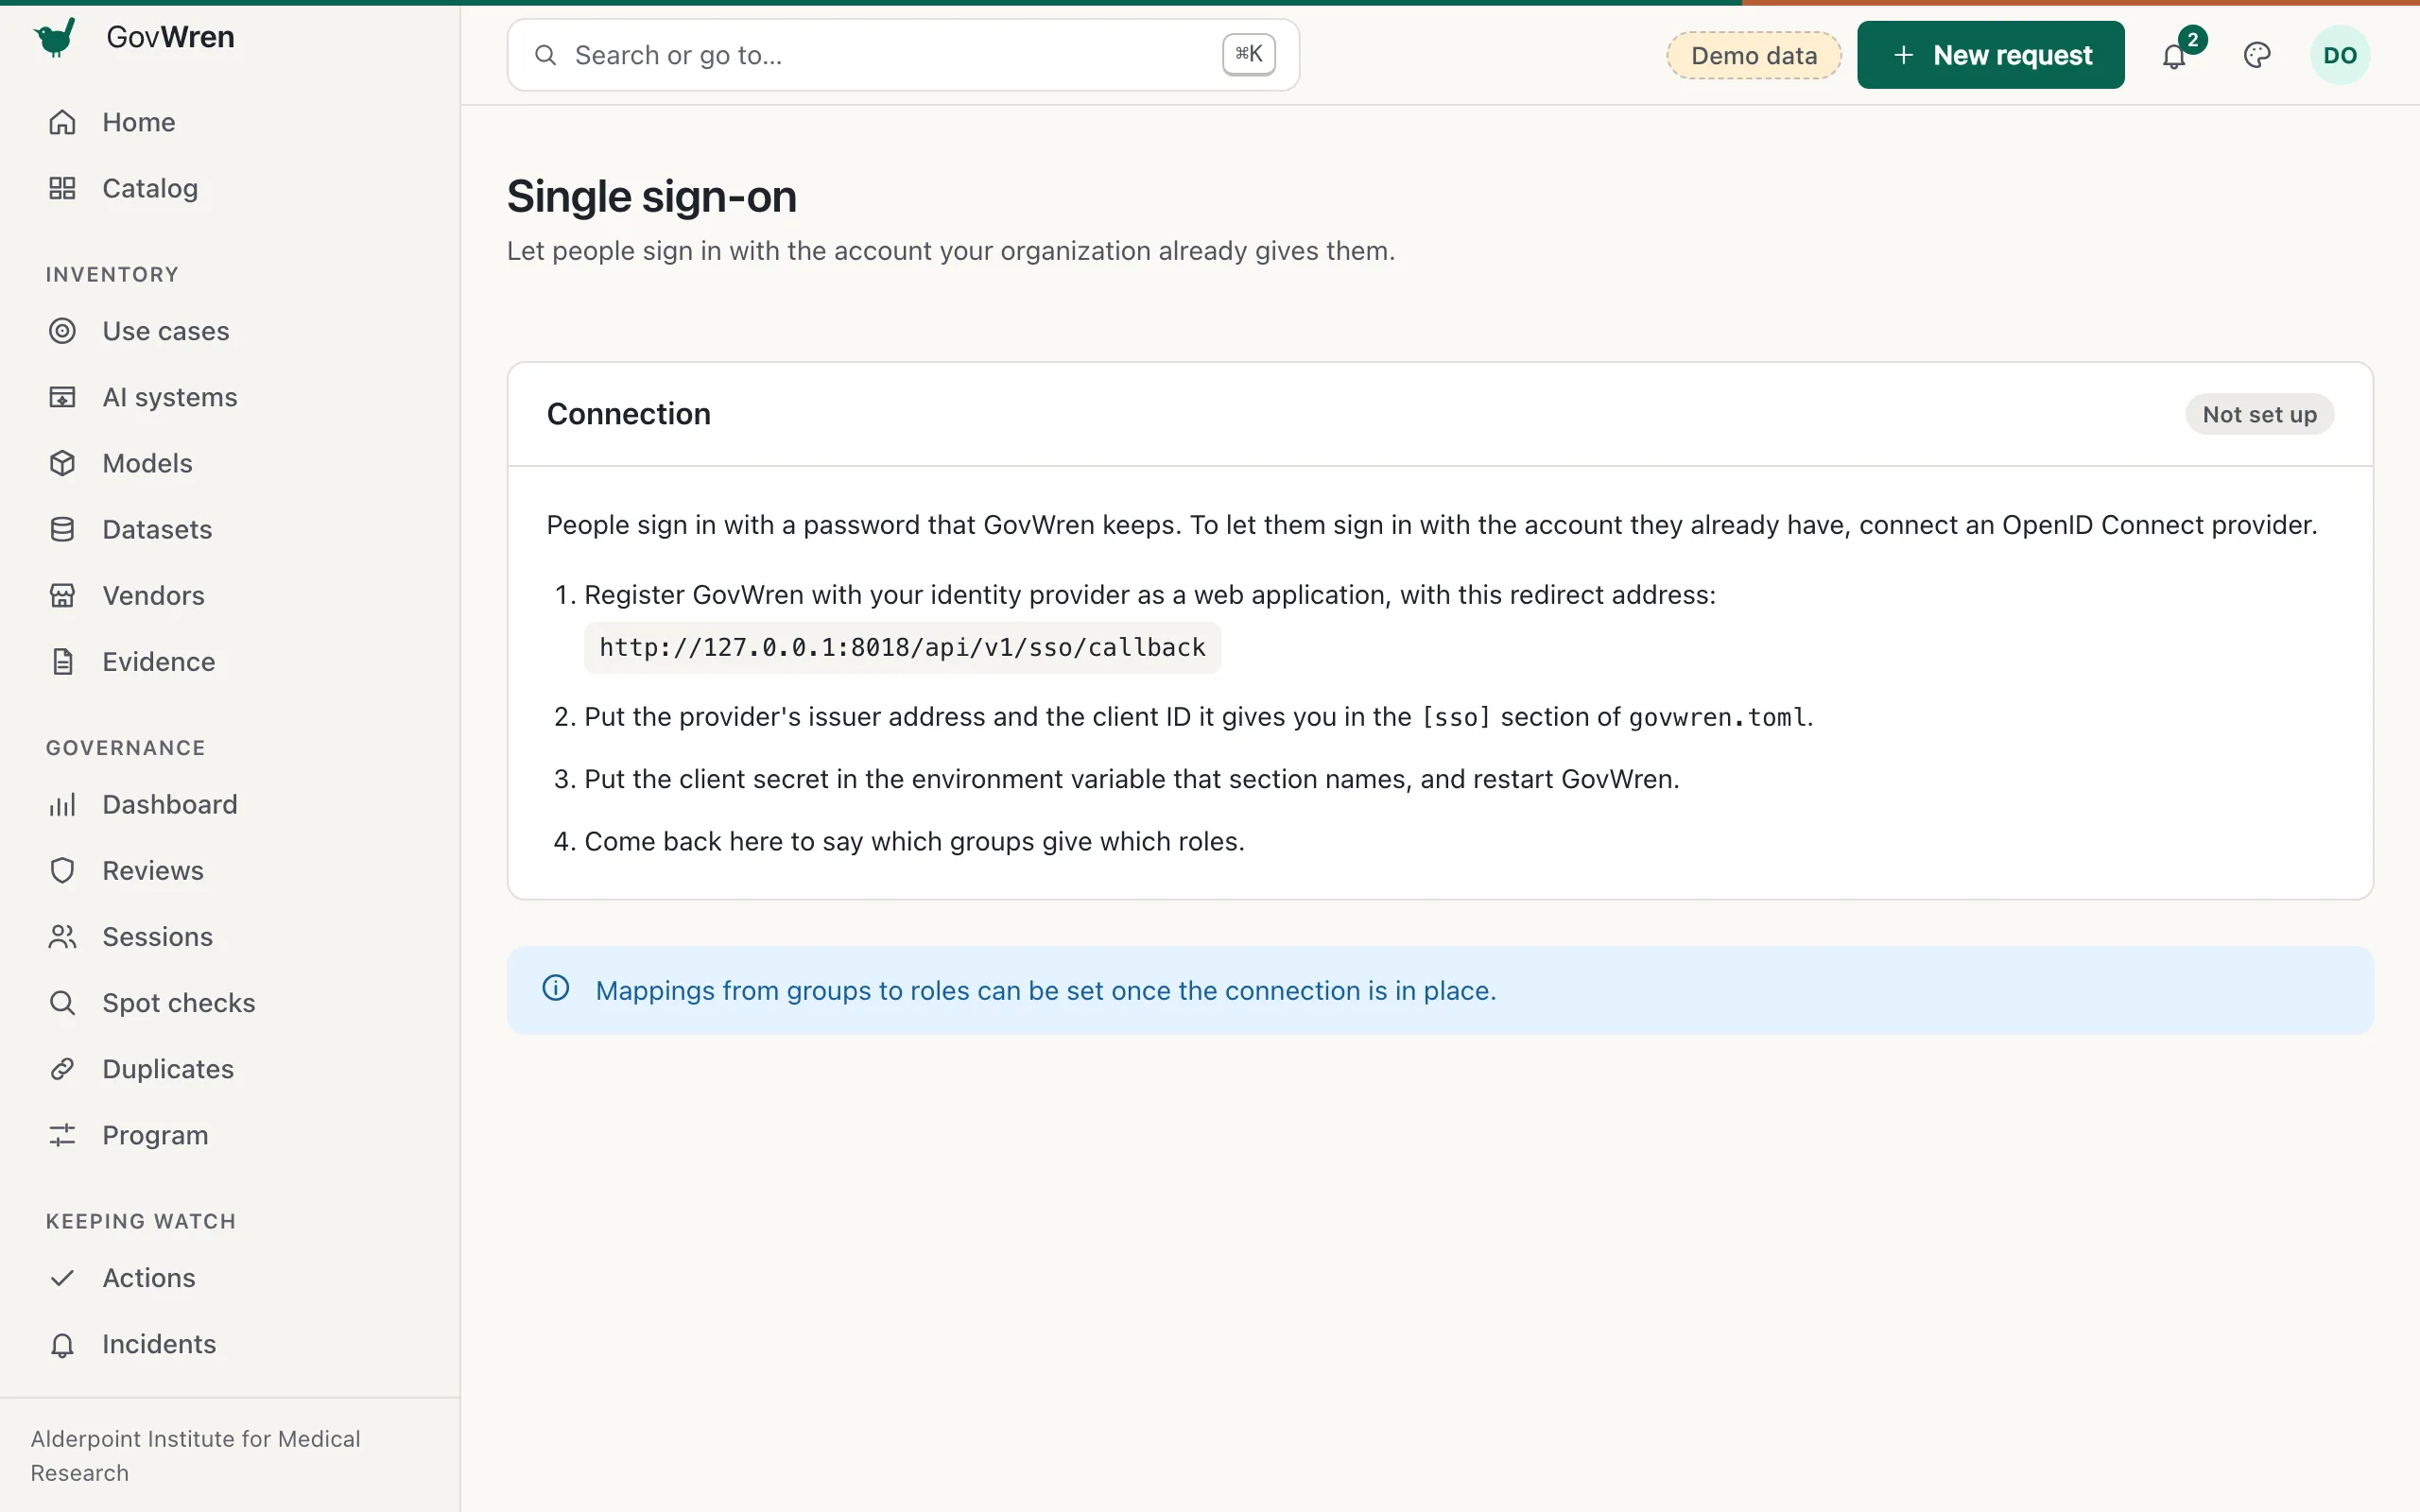 GovWren
Search or go to...
⌘K
Demo data
+ New request
2
DO
Home
Catalog
INVENTORY
Use cases
AI systems
Models
Datasets
Vendors
Evidence
GOVERNANCE
Dashboard
Reviews
Sessions
Spot checks
Duplicates
Program
KEEPING WATCH
Actions
Incidents
Alderpoint Institute for Medical
Research
Single sign-on
Let people sign in with the account your organization already gives them.
Connection
Not set up
People sign in with a password that GovWren keeps. To let them sign in with the account they already have, connect an OpenID Connect provider.
1. Register GovWren with your identity provider as a web application, with this redirect address:
http://127.0.0.1:8018/api/v1/sso/callback
2. Put the provider's issuer address and the client ID it gives you in the [sso] section of govwren.toml.
3. Put the client secret in the environment variable that section names, and restart GovWren.
4. Come back here to say which groups give which roles.
Mappings from groups to roles can be set once the connection is in place.